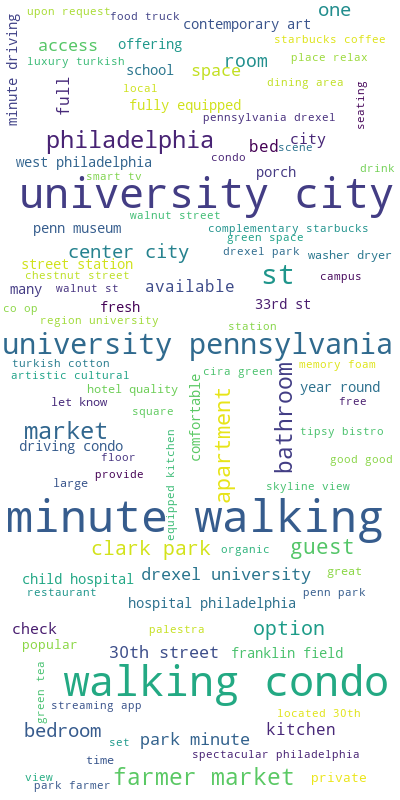 upon request
food truck
one
minute driving
contemporary art
starbucks coffee
access
offering
room
place relax
luxury turkish
school
space
dining area
full
local
fully equipped
seating
pennsylvania drexel
philadelphia
bed
city
scene
west philadelphia
condo
porch
drink
smart tv
university city
walnut street
penn museum
complementary starbucks
green space
center city
drexel park
washer dryer
street station
st
chestnut street
campus
many
walnut st
available
co op
fresh
33rd st
region university
station
university pennsylvania
turkish cotton
cira green
memory foam
artistic cultural
hotel quality
comfortable
apartment
bathroom
year round
let know
free
square
market
tipsy bistro
driving condo
equipped kitchen
floor
good good
provide
large
skyline view
minute walking
clark park
organic
guest
child hospital
drexel university
great
restaurant
hospital philadelphia
penn park
check
palestra
option
popular
30th street
franklin field
green tea
walking condo
streaming app
located 30th
bedroom
set
park minute
kitchen
time
spectacular philadelphia
view
park farmer
farmer market
private